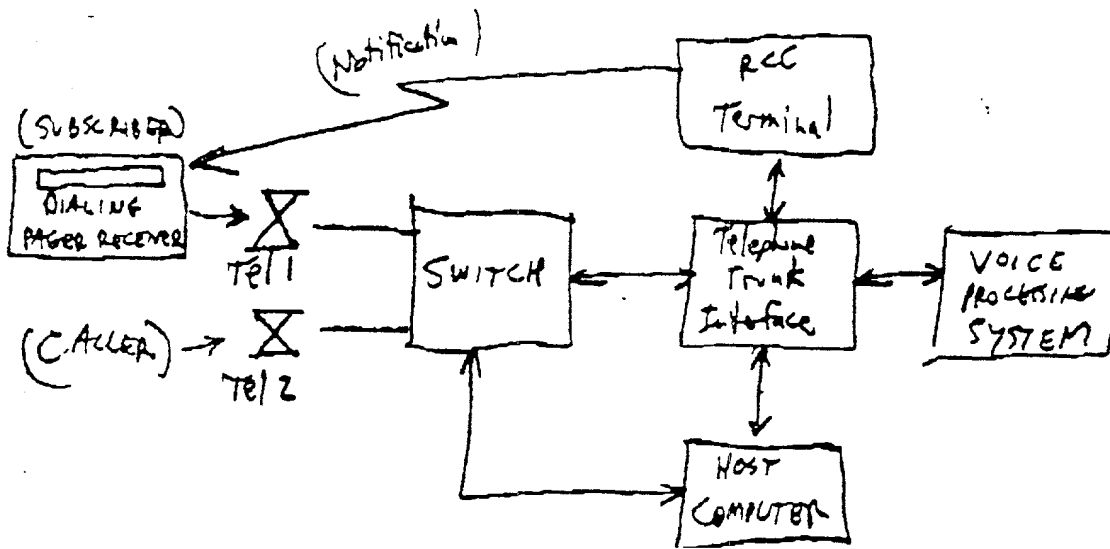 (Notification)
RCC
Terminal
(SUBSCRIBER)
DIALING
PAGER RECEIVER
Tel 1
SWITCH
Telephone
Trunk
Interface
VOICE
PROCESSING
SYSTEM
(CALLER)
Tel 2
HOST
COMPUTER